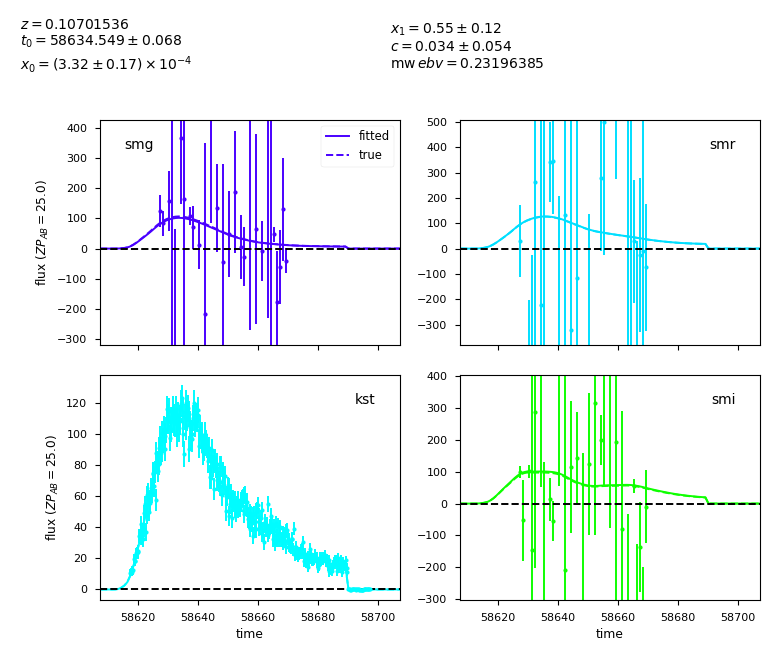 z = 0.10701536
t₀ = 58634.549 ± 0.068
x₀ = (3.32 ± 0.17) × 10⁻⁴
x₁ = 0.55 ± 0.12
c = 0.034 ± 0.054
mw ebv = 0.23196385
smg
fitted
true
400
300
200
100
0
−100
−200
−300
flux (ZP_AB = 25.0)
smr
500
400
300
200
100
0
−100
−200
−300
kst
120
100
80
60
40
20
0
flux (ZP_AB = 25.0)
58620 58640 58660 58680 58700
time
smi
400
300
200
100
0
−100
−200
−300
58620 58640 58660 58680 58700
time